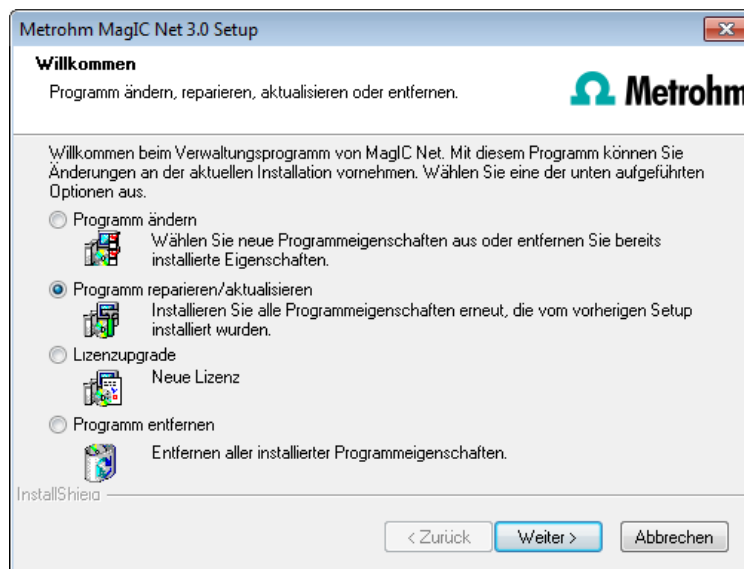 Metrohm MagIC Net 3.0 Setup
Willkommen
Programm ändern, reparieren, aktualisieren oder entfernen.
Metrohm
Willkommen beim Verwaltungsprogramm von MagIC Net. Mit diesem Programm können Sie
Änderungen an der aktuellen Installation vornehmen. Wählen Sie eine der unten aufgeführten
Optionen aus.
Programm ändern
Wählen Sie neue Programmeigenschaften aus oder entfernen Sie bereits
installierte Eigenschaften.
Programm reparieren/aktualisieren
Installieren Sie alle Programmeigenschaften erneut, die vom vorherigen Setup
installiert wurden.
Lizenzupgrade
Neue Lizenz
Programm entfernen
Entfernen aller installierter Programmeigenschaften.
InstallShield
< Zurück
Weiter >
Abbrechen